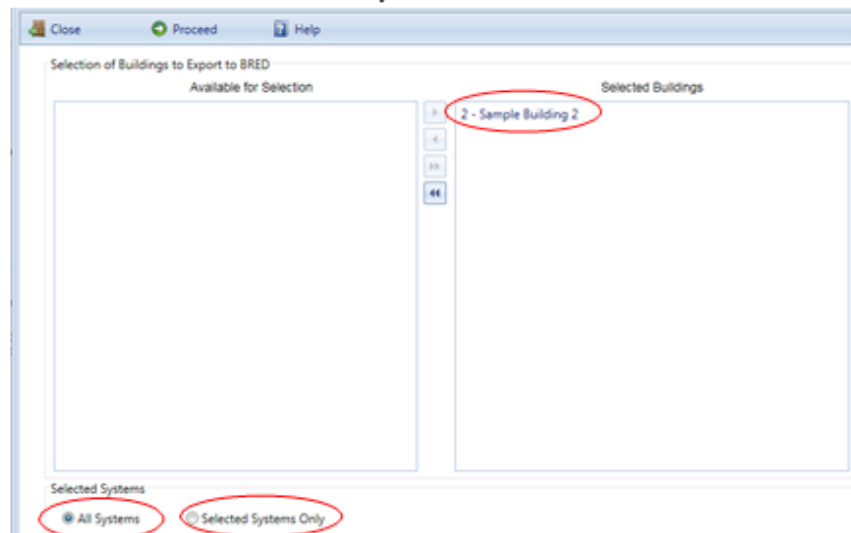 Close Proceed Help
Selection of Buildings to Export to BRED
Available for Selection Selected Buildings
2 - Sample Building 2
Selected Systems
All Systems Selected Systems Only